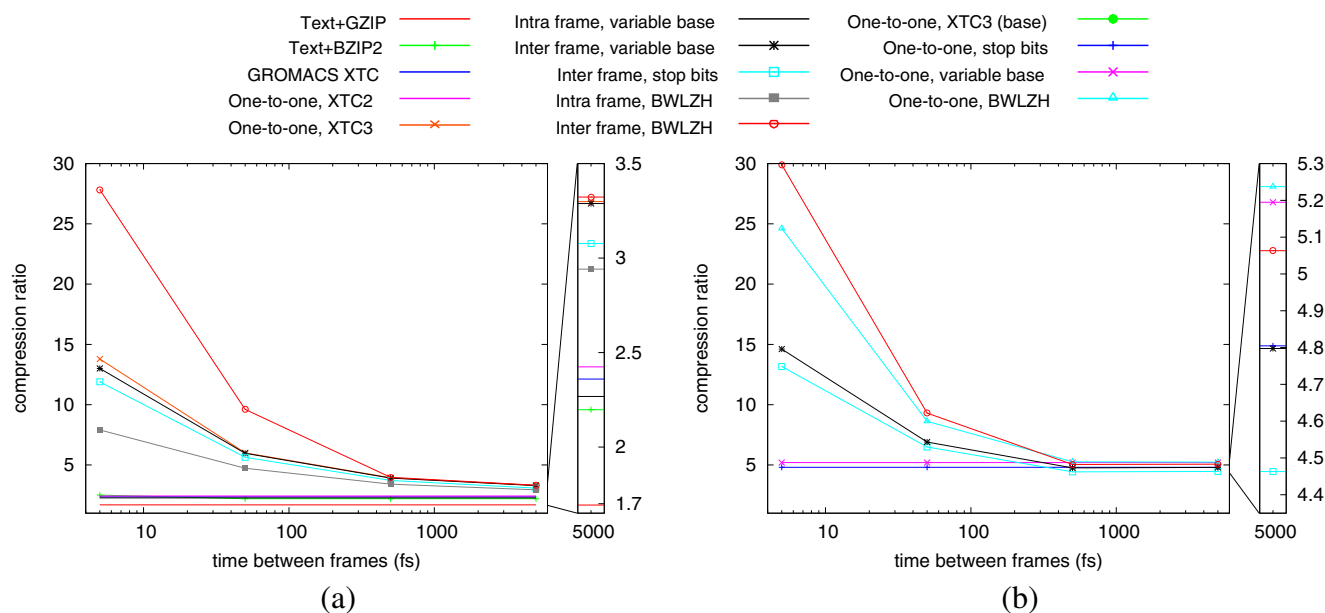 Text+GZIP
Text+BZIP2
GROMACS XTC
One-to-one, XTC2
One-to-one, XTC3
Intra frame, variable base
Inter frame, variable base
Inter frame, stop bits
Intra frame, BWLZH
Inter frame, BWLZH
One-to-one, XTC3 (base)
One-to-one, stop bits
One-to-one, variable base
One-to-one, BWLZH
compression ratio
30
25
20
15
10
5
10
100
1000
time between frames (fs)
3.5
3
2.5
2
1.7
5000
(a)
compression ratio
30
25
20
15
10
5
10
100
1000
time between frames (fs)
5.3
5.2
5.1
5
4.9
4.8
4.7
4.6
4.5
4.4
5000
(b)